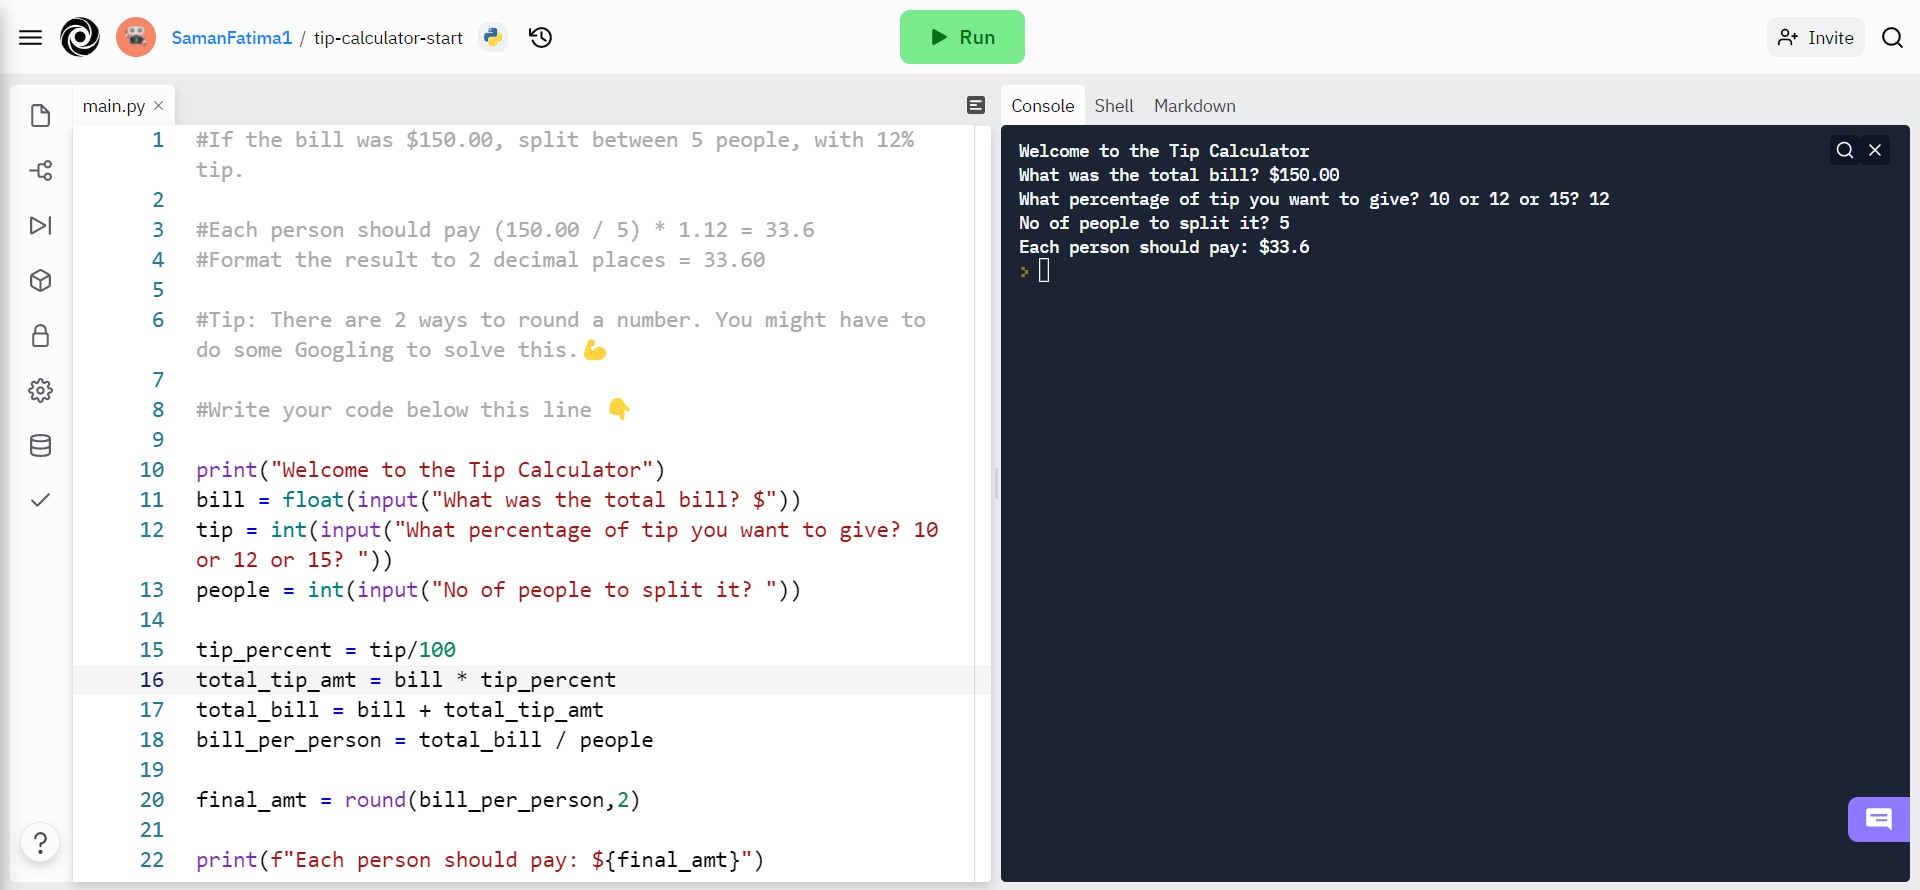 SamanFatima1 / tip-calculator-start
Run
Invite
main.py
Console Shell Markdown
1 #If the bill was $150.00, split between 5 people, with 12%
tip.
2
3 #Each person should pay (150.00 / 5) * 1.12 = 33.6
4 #Format the result to 2 decimal places = 33.60
5
6 #Tip: There are 2 ways to round a number. You might have to
do some Googling to solve this.💪
7
8 #Write your code below this line 👇
9
10 print("Welcome to the Tip Calculator")
11 bill = float(input("What was the total bill? $"))
12 tip = int(input("What percentage of tip you want to give? 10
or 12 or 15? "))
13 people = int(input("No of people to split it? "))
14
15 tip_percent = tip/100
16 total_tip_amt = bill * tip_percent
17 total_bill = bill + total_tip_amt
18 bill_per_person = total_bill / people
19
20 final_amt = round(bill_per_person,2)
21
22 print(f"Each person should pay: ${final_amt}")
Welcome to the Tip Calculator
What was the total bill? $150.00
What percentage of tip you want to give? 10 or 12 or 15? 12
No of people to split it? 5
Each person should pay: $33.6
?